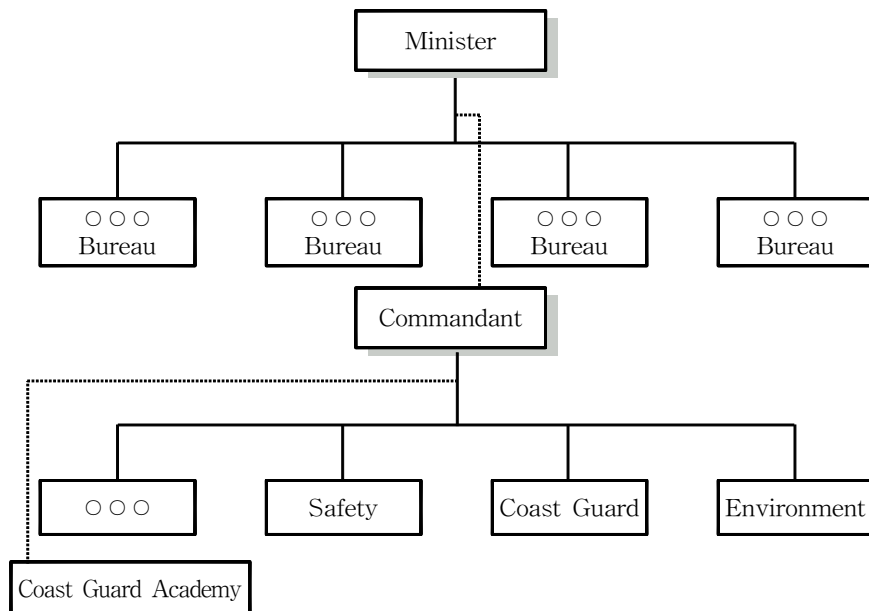 Minister
○○○
Bureau
○○○
Bureau
○○○
Bureau
○○○
Bureau
Commandant
○○○
Safety
Coast Guard
Environment
Coast Guard Academy